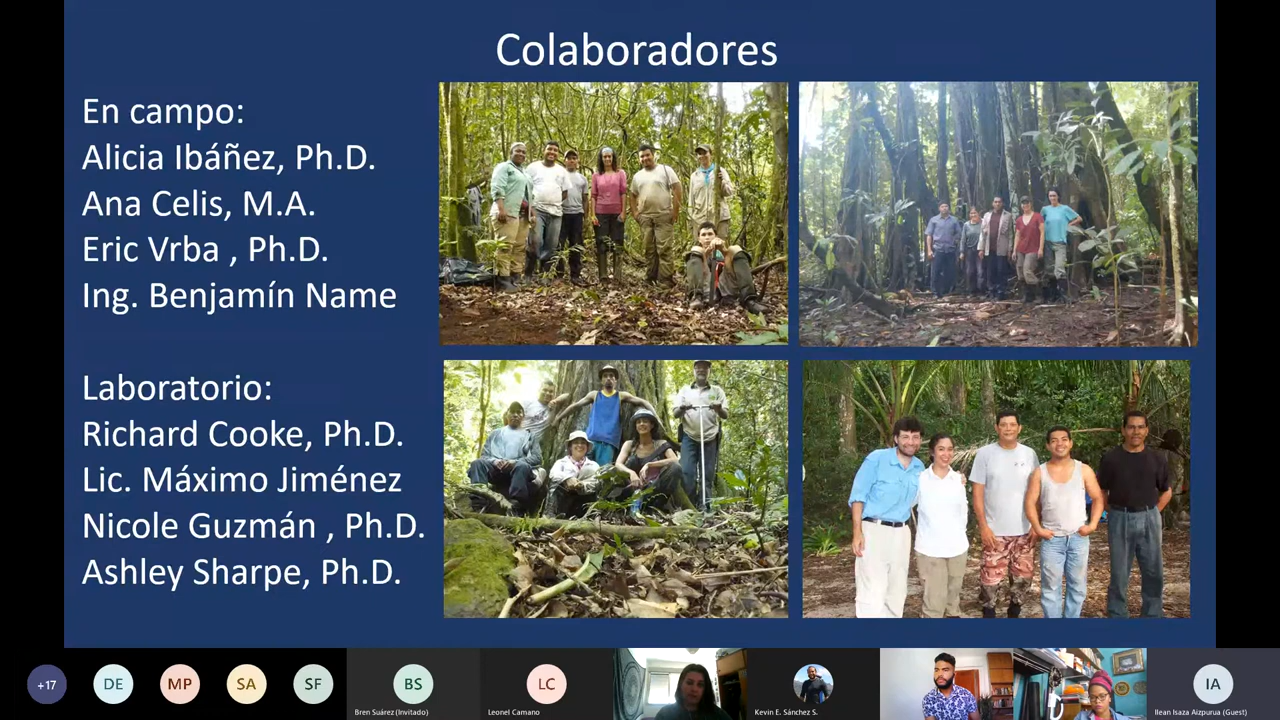 Colaboradores
En campo:
Alicia Ibáñez, Ph.D.
Ana Celis, M.A.
Eric Vrba , Ph.D.
Ing. Benjamín Name
Laboratorio:
Richard Cooke, Ph.D.
Lic. Máximo Jiménez
Nicole Guzmán , Ph.D.
Ashley Sharpe, Ph.D.
+17
DE
MP
SA
SF
BS
Bren Suárez (Invitado)
LC
Leonel Camano
Kevin E. Sánchez S.
IA
Ilean Isaza Aizpurúa (Guest)